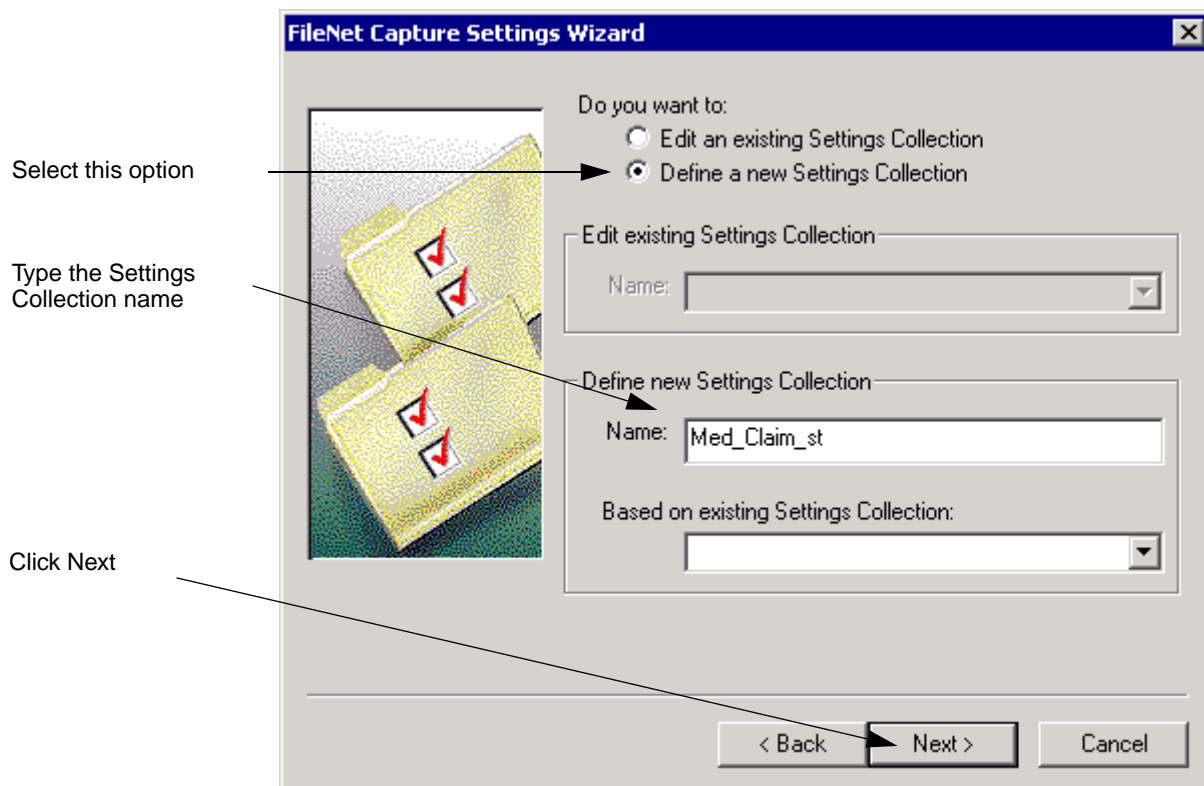 FileNet Capture Settings Wizard
Do you want to:
Edit an existing Settings Collection
Select this option
Define a new Settings Collection
Edit existing Settings Collection
Type the Settings
Collection name
Name:
Define new Settings Collection
Name:
Med_Claim_st
Based on existing Settings Collection:
Click Next
< Back
Next >
Cancel